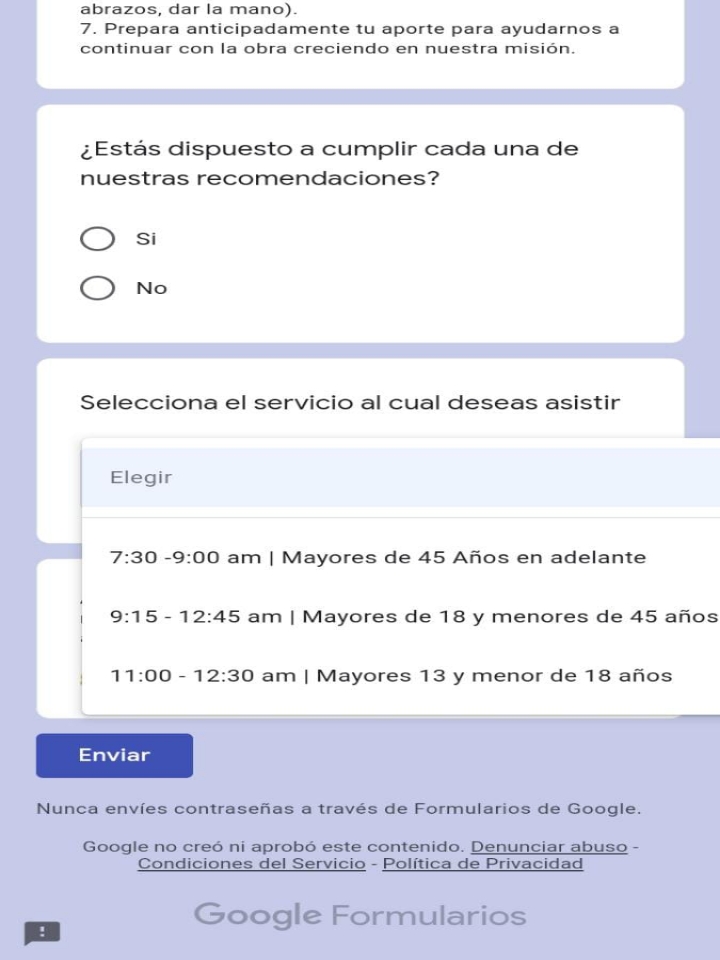 abrazos, dar la mano).
7. Prepara anticipadamente tu aporte para ayudarnos a
continuar con la obra creciendo en nuestra misión.
¿Estás dispuesto a cumplir cada una de
nuestras recomendaciones?
Si
No
Selecciona el servicio al cual deseas asistir
Elegir
7:30 -9:00 am | Mayores de 45 Años en adelante
9:15 - 12:45 am | Mayores de 18 y menores de 45 años
11:00 - 12:30 am | Mayores 13 y menor de 18 años
Enviar
Nunca envíes contraseñas a través de Formularios de Google.
Google no creó ni aprobó este contenido. Denunciar abuso -
Condiciones del Servicio - Política de Privacidad
Google Formularios